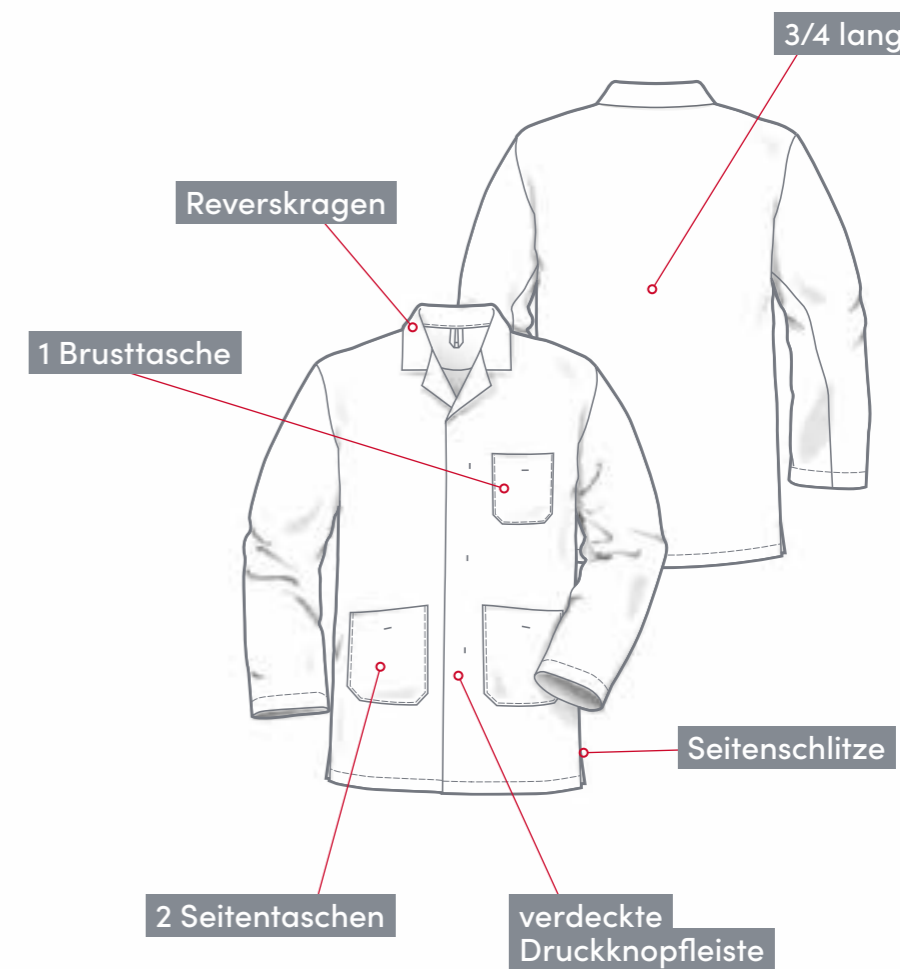 3/4 lang
Reverskragen
1 Brusttasche
Seitenschlitze
2 Seitentaschen
verdeckte
Druckknopfleiste